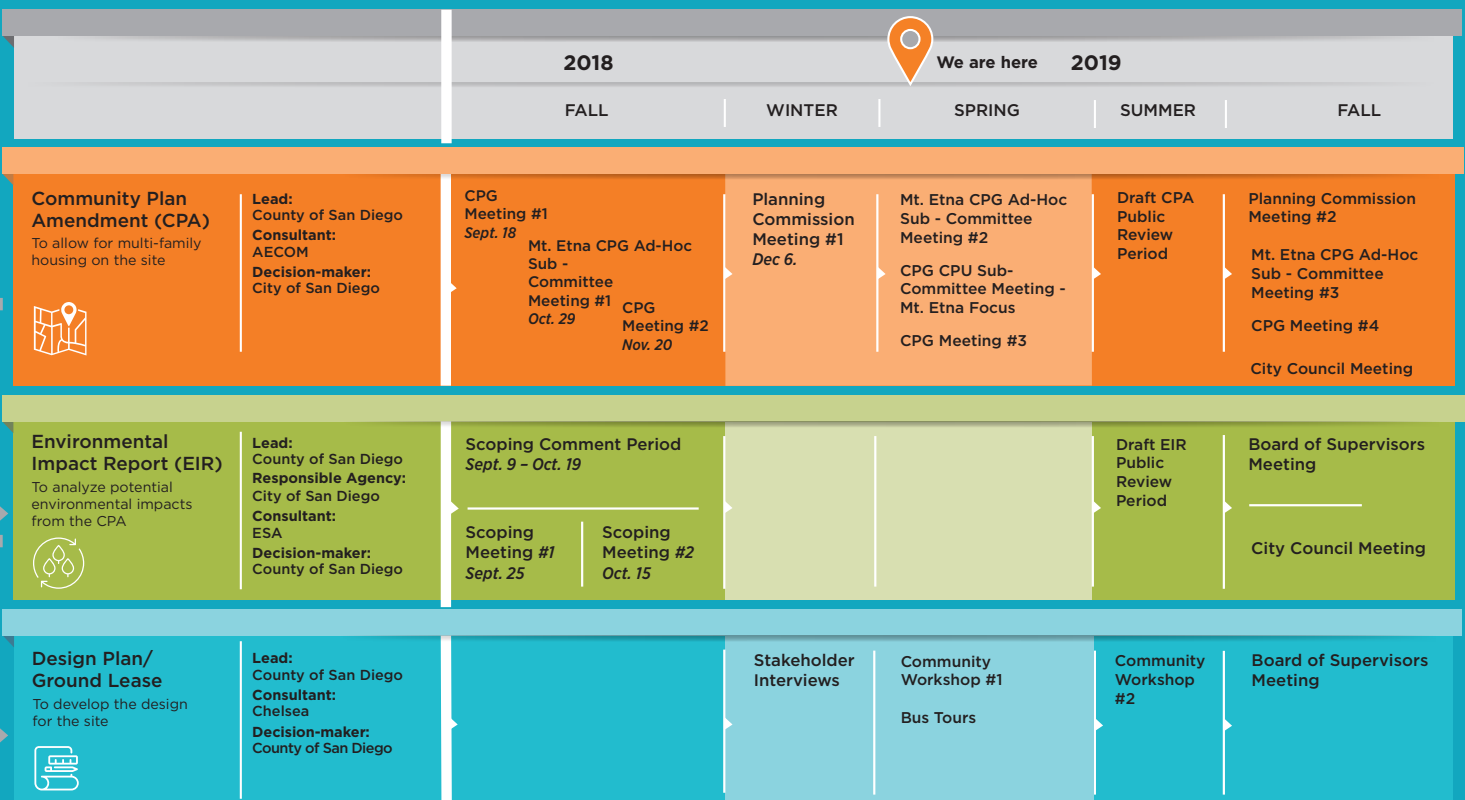 2018
We are here
2019
FALL
WINTER
SPRING
SUMMER
FALL
Community Plan
Amendment (CPA)
To allow for multi-family
housing on the site
Lead:
County of San Diego
Consultant:
AECOM
Decision-maker:
City of San Diego
CPG
Meeting #1
Sept. 18
Mt. Etna CPG Ad-Hoc
Sub -
Committee
Meeting #1
Oct. 29
CPG
Meeting #2
Nov. 20
Planning
Commission
Meeting #1
Dec 6.
Mt. Etna CPG Ad-Hoc
Sub - Committee
Meeting #2
CPG CPU Sub-
Committee Meeting -
Mt. Etna Focus
CPG Meeting #3
Draft CPA
Public
Review
Period
Planning Commission
Meeting #2
Mt. Etna CPG Ad-Hoc
Sub - Committee
Meeting #3
CPG Meeting #4
City Council Meeting
Environmental
Impact Report (EIR)
To analyze potential
environmental impacts
from the CPA
Lead:
County of San Diego
Responsible Agency:
City of San Diego
Consultant:
ESA
Decision-maker:
County of San Diego
Scoping Comment Period
Sept. 9 – Oct. 19
Scoping
Meeting #1
Sept. 25
Scoping
Meeting #2
Oct. 15
Draft EIR
Public
Review
Period
Board of Supervisors
Meeting
City Council Meeting
Design Plan/
Ground Lease
To develop the design
for the site
Lead:
County of San Diego
Consultant:
Chelsea
Decision-maker:
County of San Diego
Stakeholder
Interviews
Community
Workshop #1
Bus Tours
Community
Workshop
#2
Board of Supervisors
Meeting